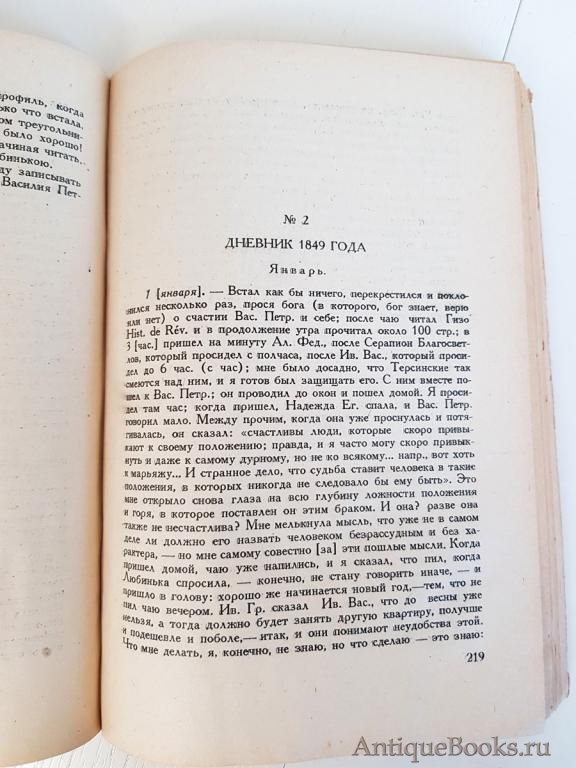 рофиль, когда
лько что встала,
ом треугольни-
было хорошо!
ачиная читать..
бинькою.
ду записывать
Василия Пет-
№ 2
ДНЕВНИК 1849 ГОДА
Январь.
1 [января]. — Встал как бы ничего, перекрестился и покло-
нился несколько раз, прося бога (в которого, бог знает, верю
или нет) о счастии Вас. Петр. и себе; после чаю читал Гизо
Hist. de Rév. и в продолжение утра прочитал около 100 стр.; в
3 [час.] пришел на минуту Ал. Фед., после Серапион Благосвет-
лов, который просидел с полчаса, после Ив. Вас., который проси-
дел до 6 час. (с час); мне было досадно, что Терсинские так
смеются над ним, и я готов был защищать его. С ним вместе по-
шел к Вас. Петр.; он проводил до окон и пошел домой. Я проси-
дел там час; когда пришел, Надежда Ег. спала, и Вас. Петр.
говорил мало. Между прочим, когда она уже проснулась и потя-
гивалась, он сказал: «счастливы люди, которые скоро привы-
кают к своему положению; правда, и я часто могу скоро привык-
нуть и даже к самому дурному, но не ко всякому... напр., вот хоть
к марьяжу... И странное дело, что судьба ставит человека в такие
положения, в которых никогда не следовало бы ему быть». Это
мне открыло снова глаза на всю глубину ложности положения
и горя, в которое поставлен он этим браком. И она? разве она
также не несчастлива? Мне мелькнула мысль, что уже не в самом
деле ли должно его назвать человеком безрассудным и без ха-
рактера, — но мне самому совестно [за] эти пошлые мысли. Когда
пришел домой, чаю уже напились, и я сказал, что пил, когда
Любинька спросила, — конечно, не стану говорить иначе, — и
пришло в голову: хорошо же начинается новый год,— тем, что не
пил чаю вечером. Ив. Гр. сказал Ив. Вас., что до весны уже
нельзя, а тогда должно будет занять другую квартиру, получше
и подешевле и поболе,— итак, и они понимают неудобства этой.
Что мне делать, я, конечно, не знаю, но что сделаю — это знаю:
219
AntiqueBooks.ru